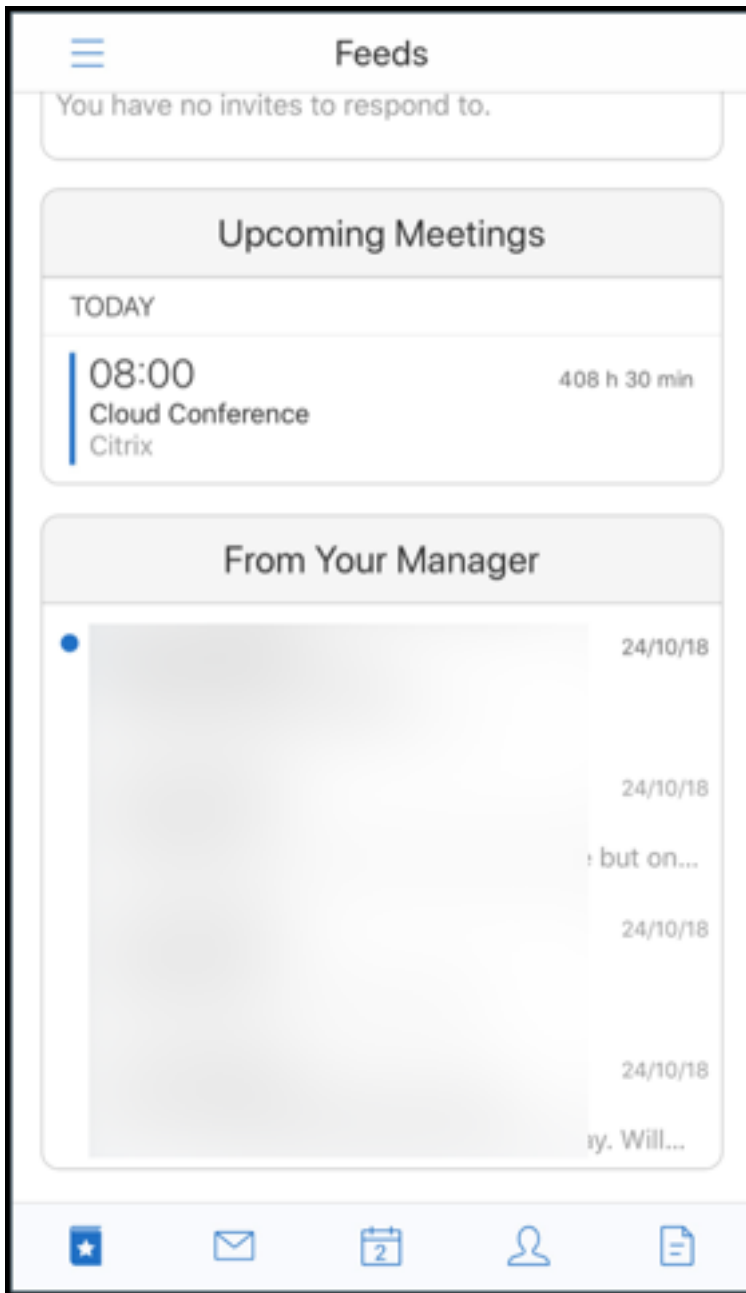 Feeds
You have no invites to respond to.
Upcoming Meetings
TODAY
08:00
408 h 30 min
Cloud Conference
Citrix
From Your Manager
24/10/18
24/10/18
but on...
24/10/18
24/10/18
Will...
2